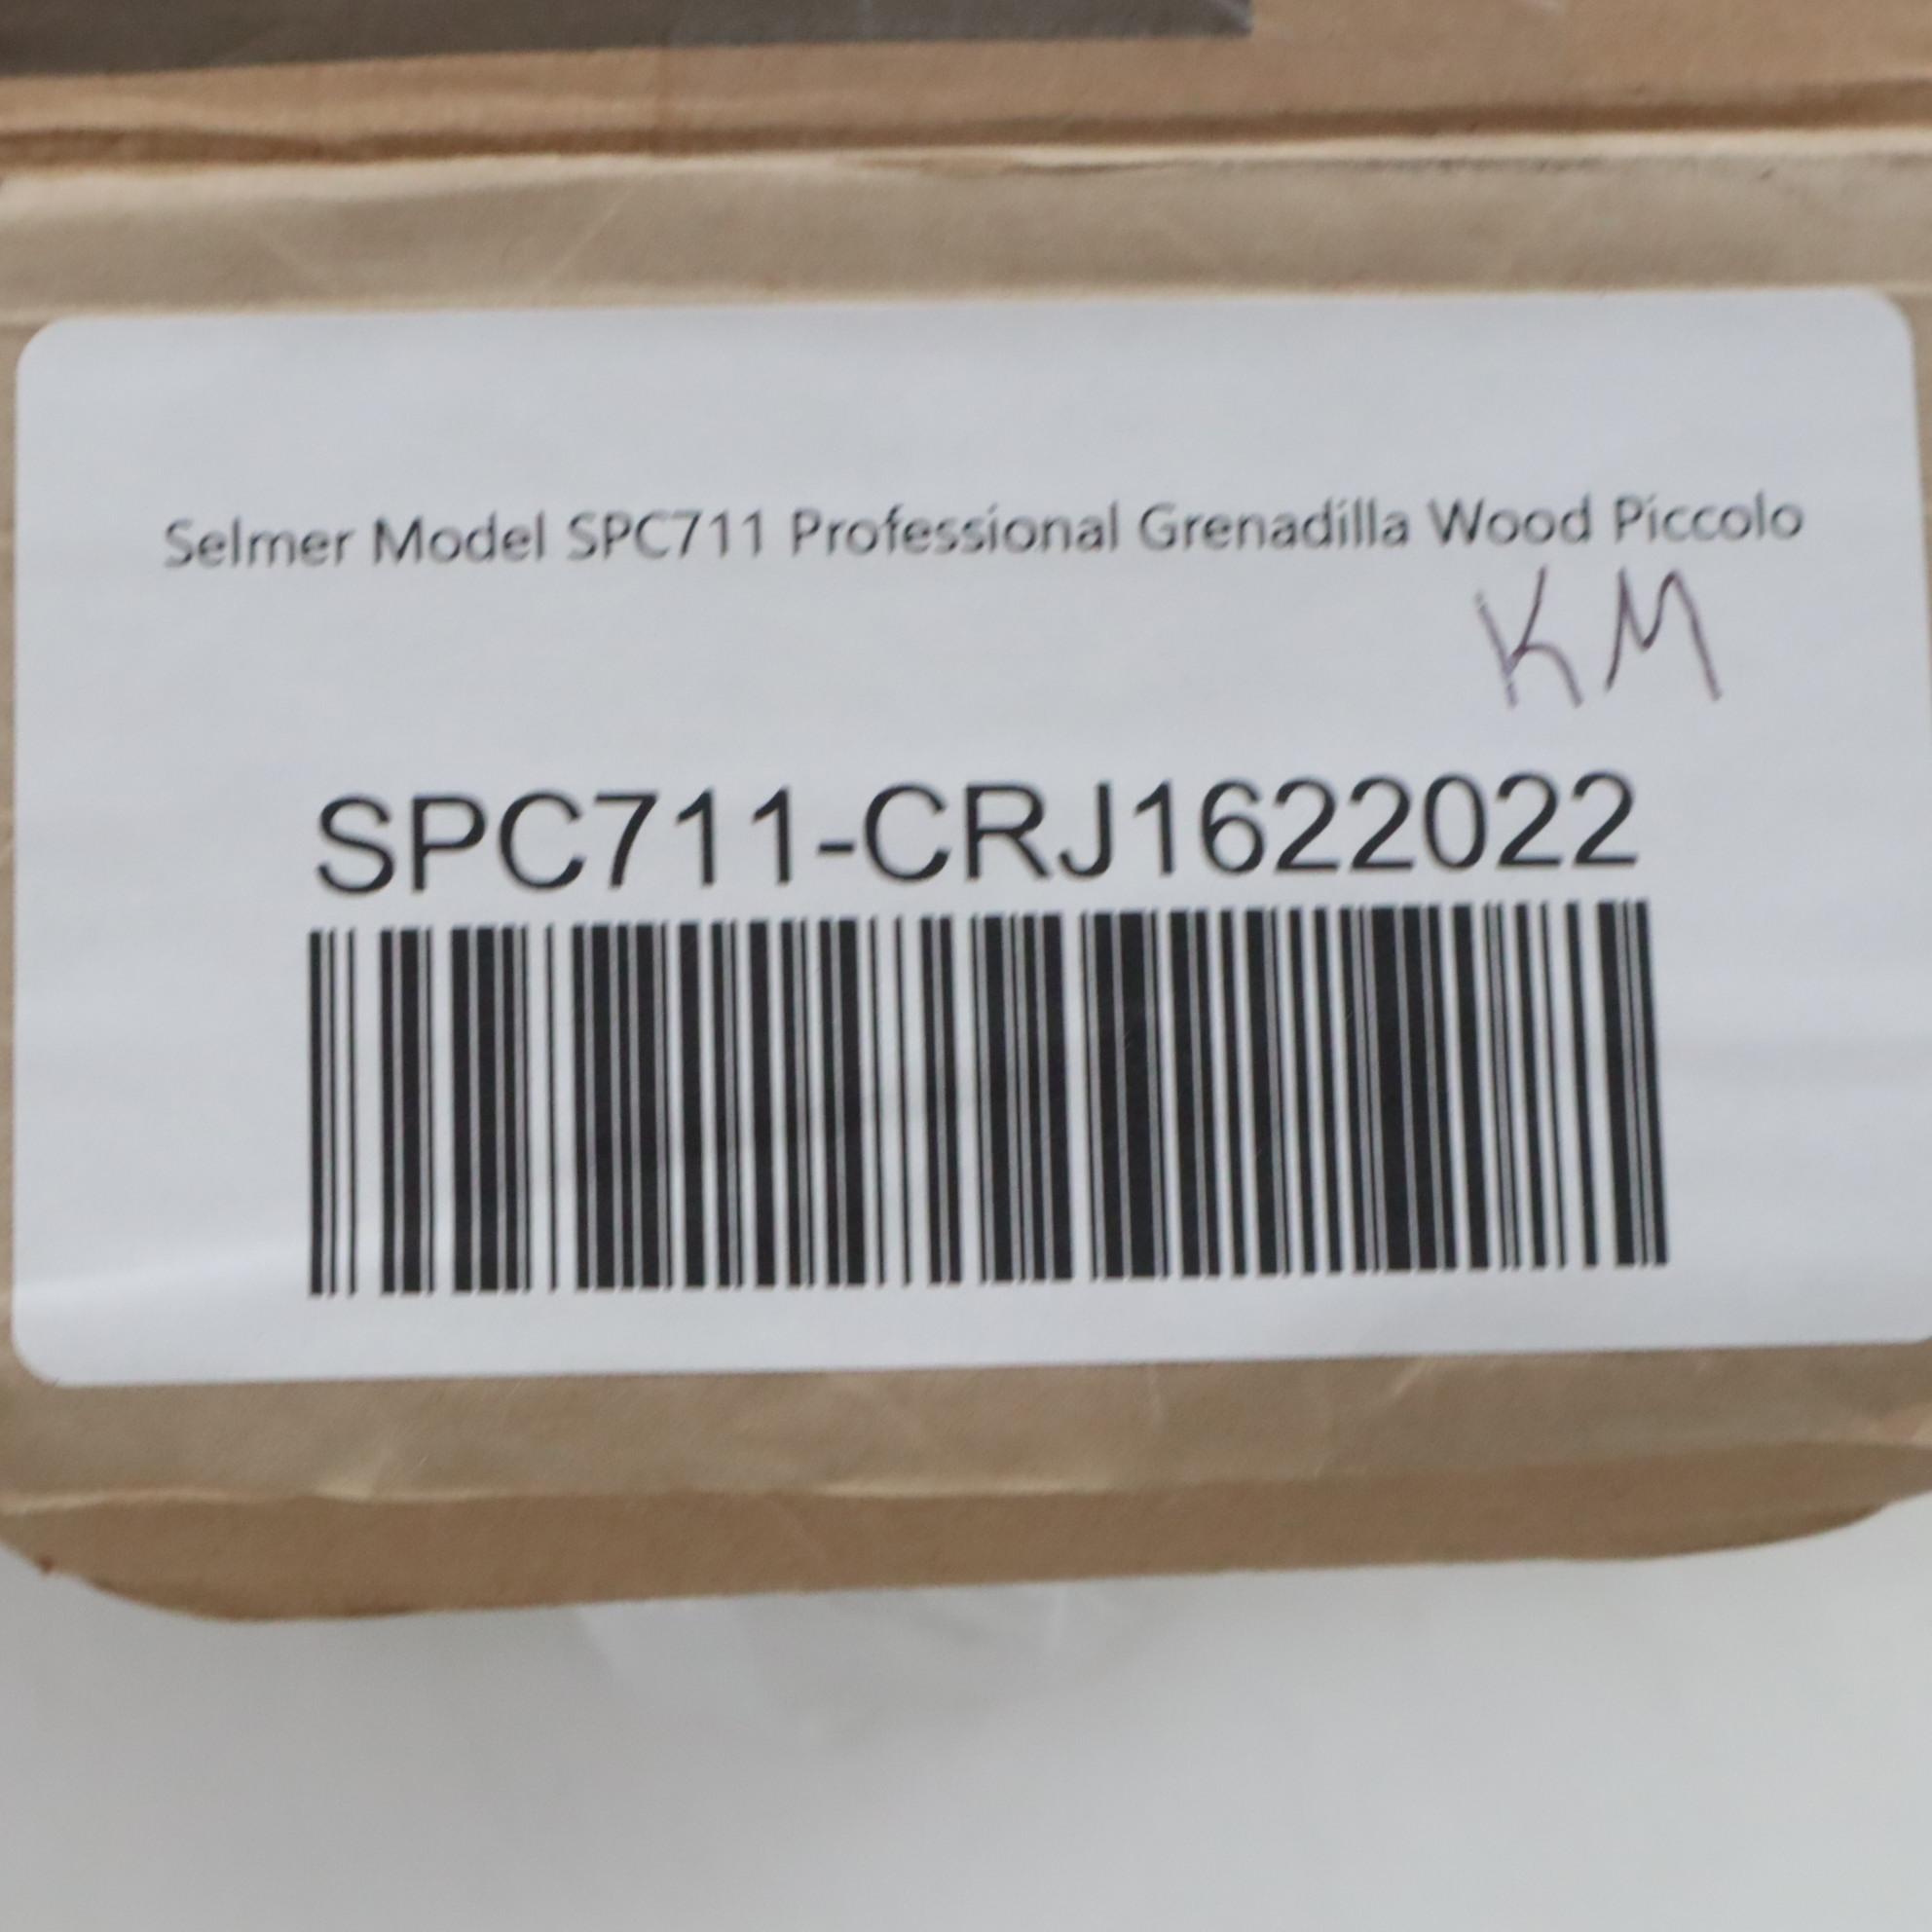 Selmer Model SPC711 Professional Grenadilla Wood Piccolo
KM
SPC711-CRJ1622022